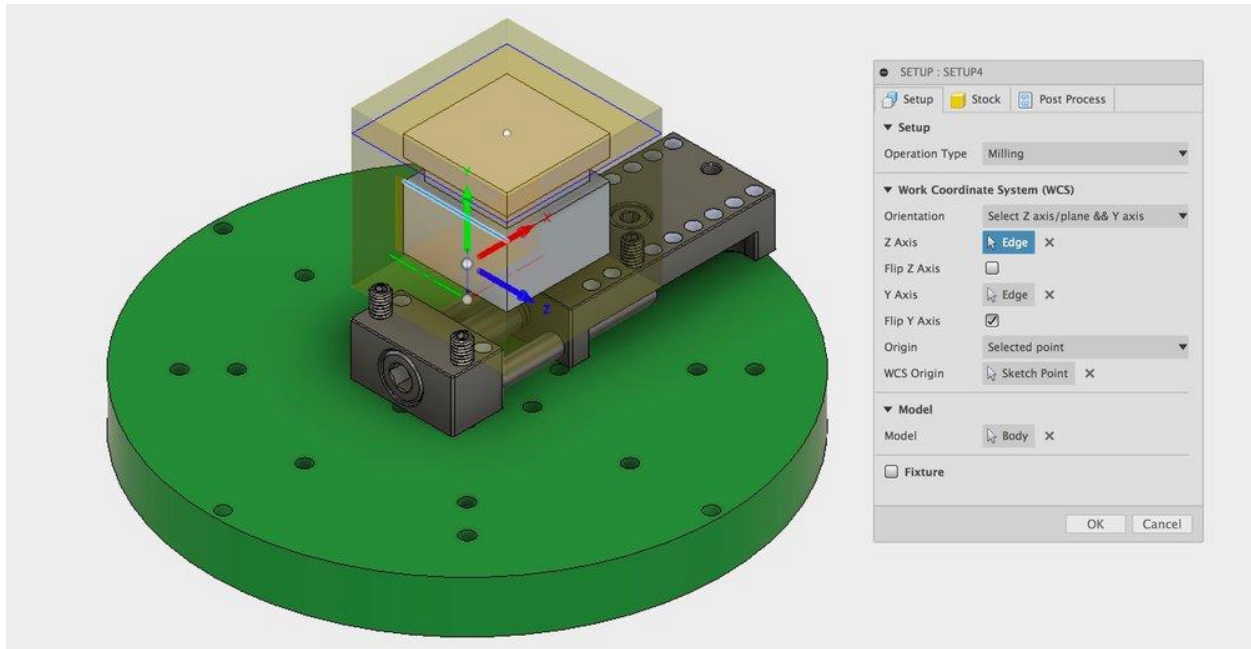 SETUP : SETUP4
Setup Stock Post Process
Setup
Operation Type Milling
Work Coordinate System (WCS)
Orientation Select Z axis/plane && Y axis
Z Axis Edge
Flip Z Axis
Y Axis Edge
Flip Y Axis
Origin Selected point
WCS Origin Sketch Point
Model
Model Body
Fixture
OK Cancel
Y
X
Z